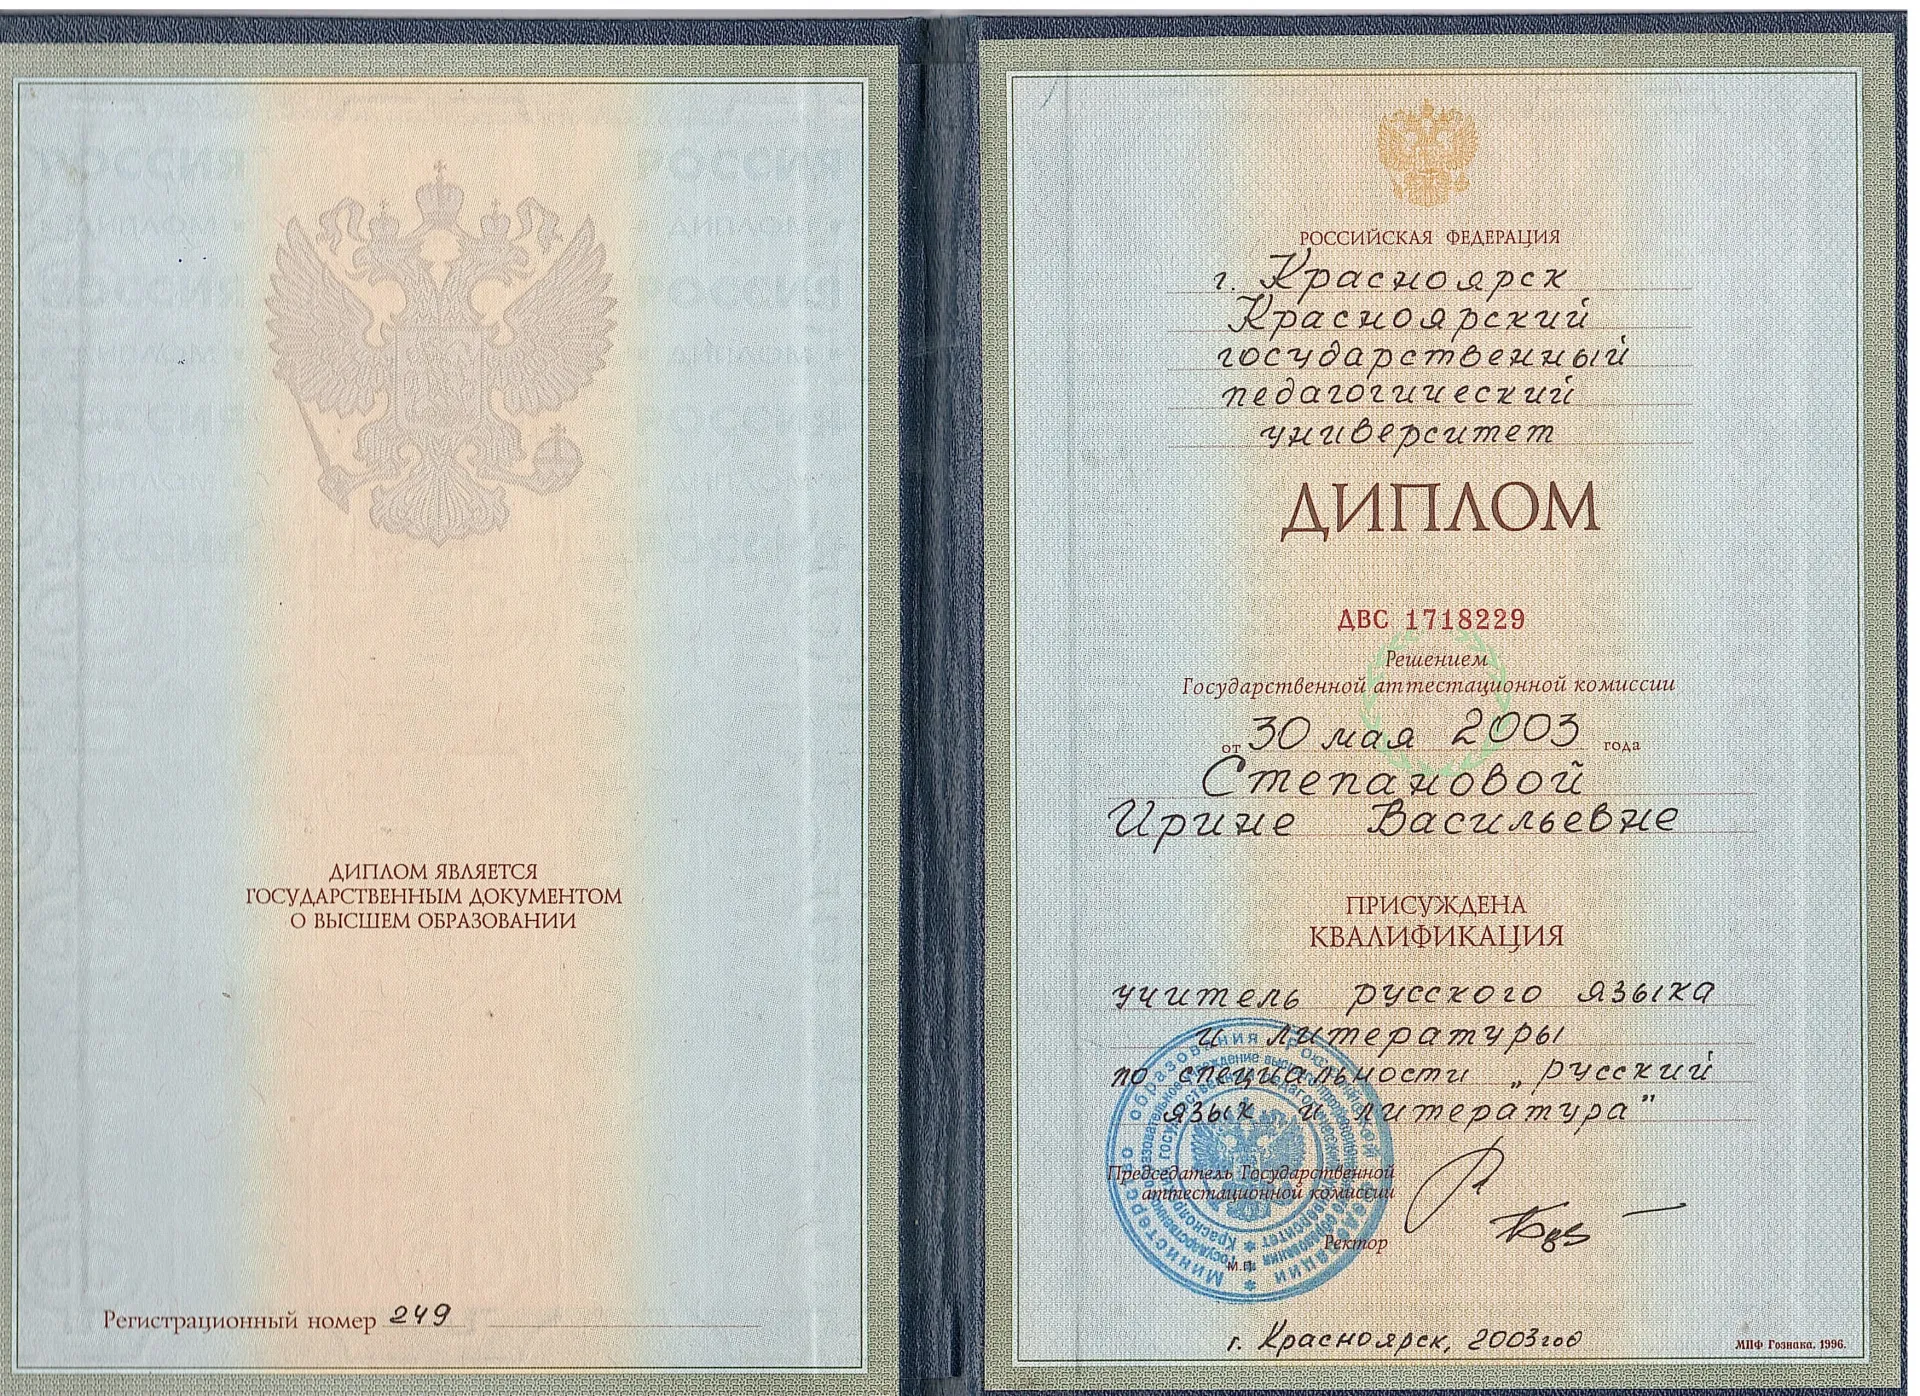 ДИПЛОМ ЯВЛЯЕТСЯ
ГОСУДАРСТВЕННЫМ ДОКУМЕНТОМ
О ВЫСШЕМ ОБРАЗОВАНИИ
Регистрационный номер 249
РОССИЙСКАЯ ФЕДЕРАЦИЯ
г. Красноярск
Красноярский
государственный
педагогический
университет
ДИПЛОМ
ДВС 1718229
Решением
Государственной аттестационной комиссии
от 30 мая 2003 года
Степановой
Ирине Васильевне
ПРИСУЖДЕНА
КВАЛИФИКАЦИЯ
учитель русского языка
и литературы
по специальности „русский
язык и литература"
Председатель Государственной
аттестационной комиссии
Ректор
М.П.
г. Красноярск, 2003 год
МПФ Гознака. 1996.